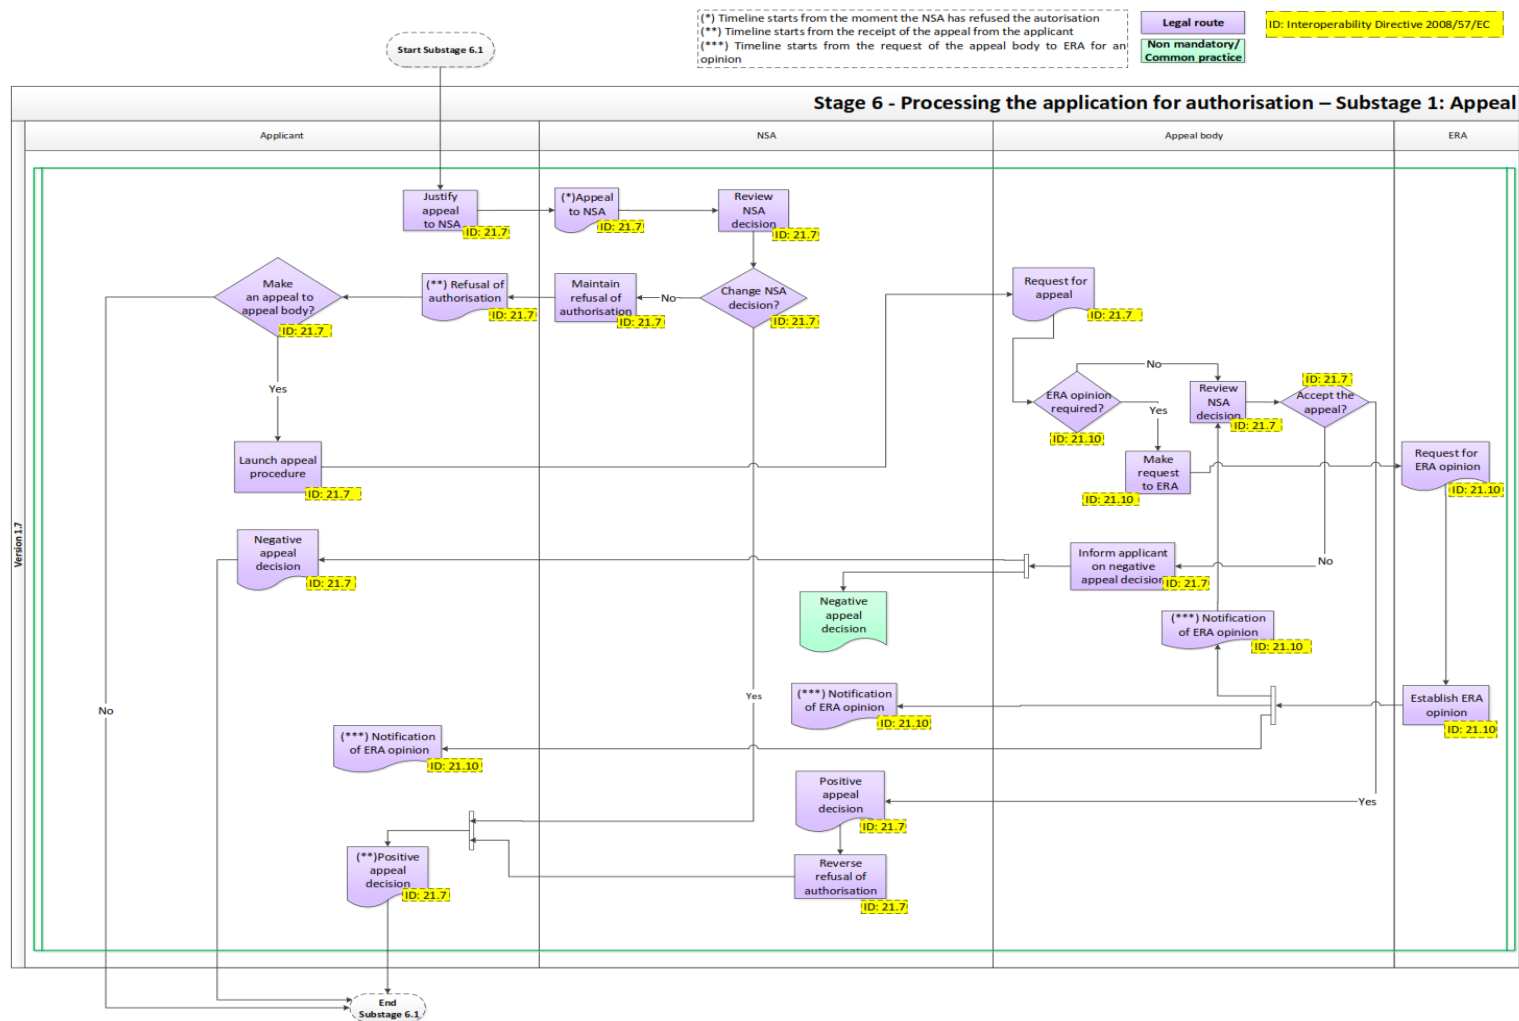 (*) Timeline starts from the moment the NSA has refused the autorisation
(**) Timeline starts from the receipt of the appeal from the applicant
(***) Timeline starts from the request of the appeal body to ERA for an
opinion
Legal route
Non mandatory/
Common practice
ID: Interoperability Directive 2008/57/EC
Start Substage 6.1
Stage 6 - Processing the application for authorisation – Substage 1: Appeal
Applicant
NSA
Appeal body
ERA
Version 1.7
Justify
appeal
to NSA
ID: 21.7
(*)Appeal
to NSA
ID: 21.7
Review
NSA
decision
ID: 21.7
Make
an appeal to
appeal body?
ID: 21.7
(**) Refusal of
authorisation
ID: 21.7
Maintain
refusal of
authorisation
ID: 21.7
No
Change NSA
decision?
ID: 21.7
Request for
appeal
ID: 21.7
No
ERA opinion
required?
ID: 21.10
Yes
Review
NSA
decision
ID: 21.7
ID: 21.7
Accept the
appeal?
Yes
Launch appeal
procedure
ID: 21.7
Make
request
to ERA
ID: 21.10
Request for
ERA opinion
ID: 21.10
Negative
appeal
decision
ID: 21.7
Inform applicant
on negative
appeal decision
ID: 21.7
No
Negative
appeal
decision
(***) Notification
of ERA opinion
ID: 21.10
Yes
(***) Notification
of ERA opinion
ID: 21.10
Establish ERA
opinion
ID: 21.10
No
(***) Notification
of ERA opinion
ID: 21.10
Positive
appeal
decision
ID: 21.7
Yes
(**)Positive
appeal
decision
ID: 21.7
Reverse
refusal of
authorisation
ID: 21.7
End
Substage 6.1